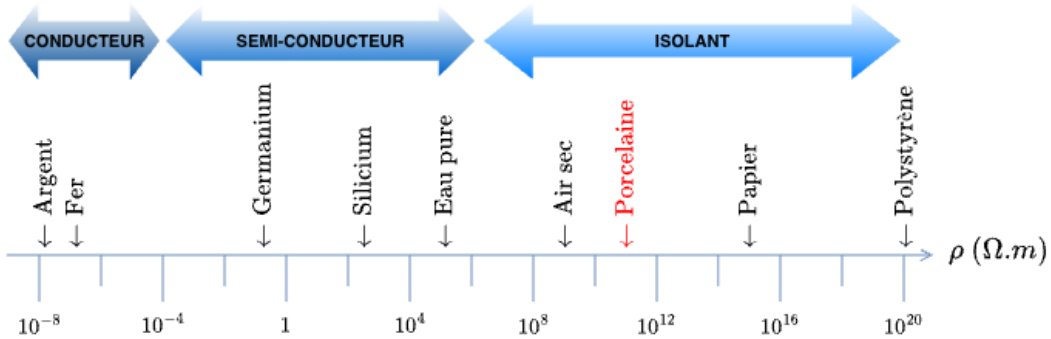 CONDUCTEUR SEMI-CONDUCTEUR ISOLANT
Argent
Fer
Germanium
Silicium
Eau pure
Air sec
Porcelaine
Papier
Polystyrène
ρ (Ω.m)
10⁻⁸ 10⁻⁴ 1 10⁴ 10⁸ 10¹² 10¹⁶ 10²⁰